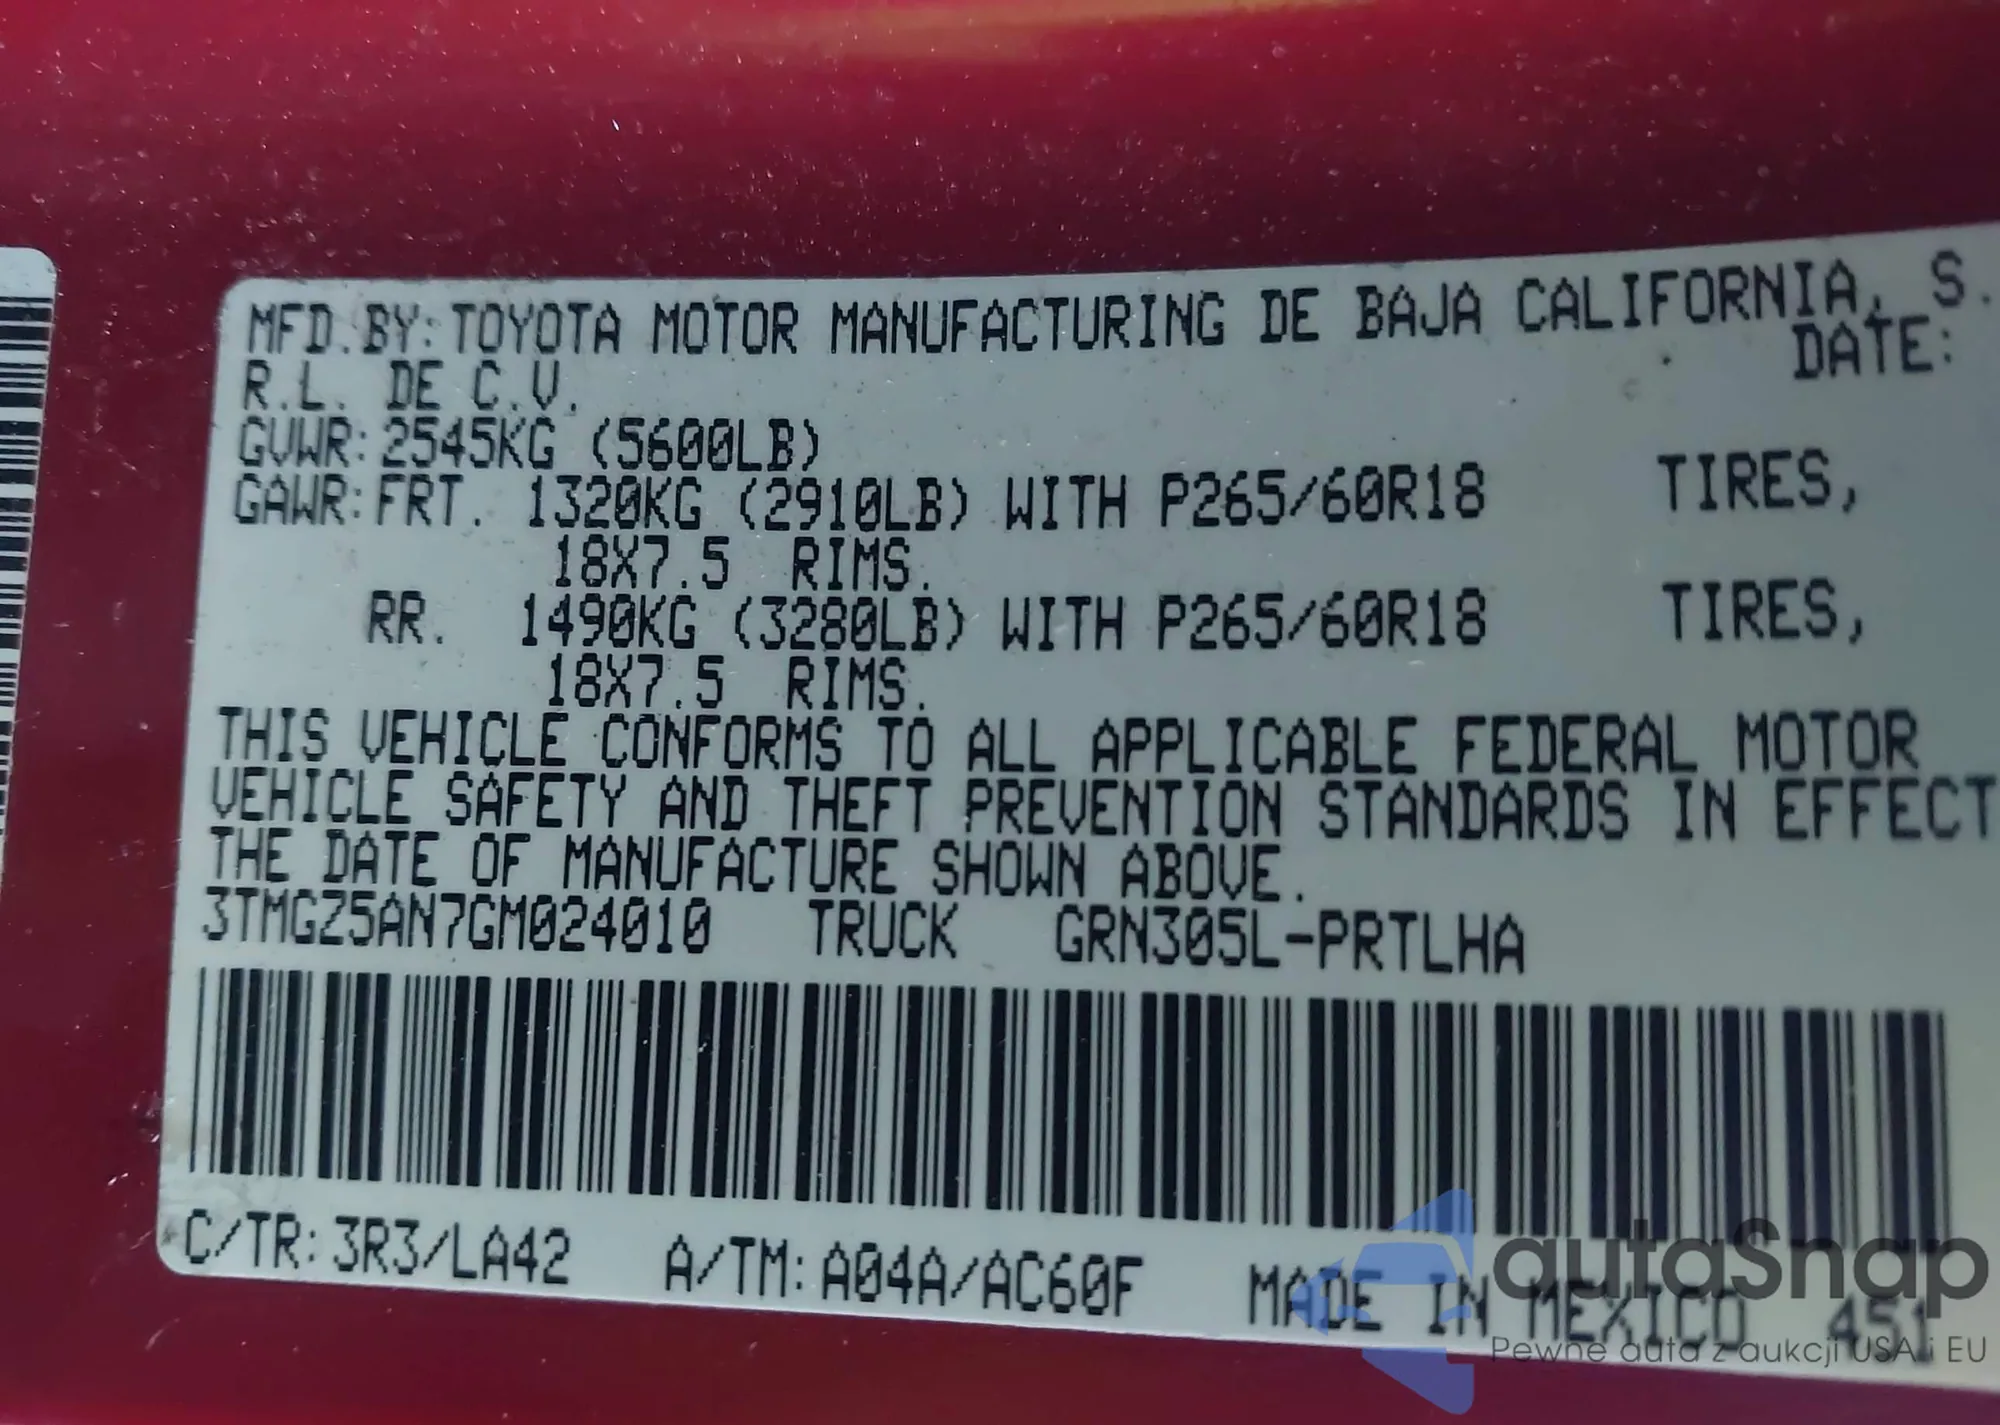 MFD.BY:TOYOTA MOTOR MANUFACTURING DE BAJA CALIFORNIA, S.
R.L. DE C.V. DATE:
GVWR:2545KG (5600LB)
GAWR:FRT. 1320KG (2910LB) WITH P265/60R18 TIRES,
18X7.5 RIMS.
RR. 1490KG (3280LB) WITH P265/60R18 TIRES,
18X7.5 RIMS.
THIS VEHICLE CONFORMS TO ALL APPLICABLE FEDERAL MOTOR
VEHICLE SAFETY AND THEFT PREVENTION STANDARDS IN EFFECT
THE DATE OF MANUFACTURE SHOWN ABOVE.
3TMGZ5AN7GM024010 TRUCK GRN305L-PRTLHA
C/TR:3R3/LA42 A/TM:A04A/AC60F MADE IN MEXICO 451
autaSnap
Pewne auta z aukcji USA i EU